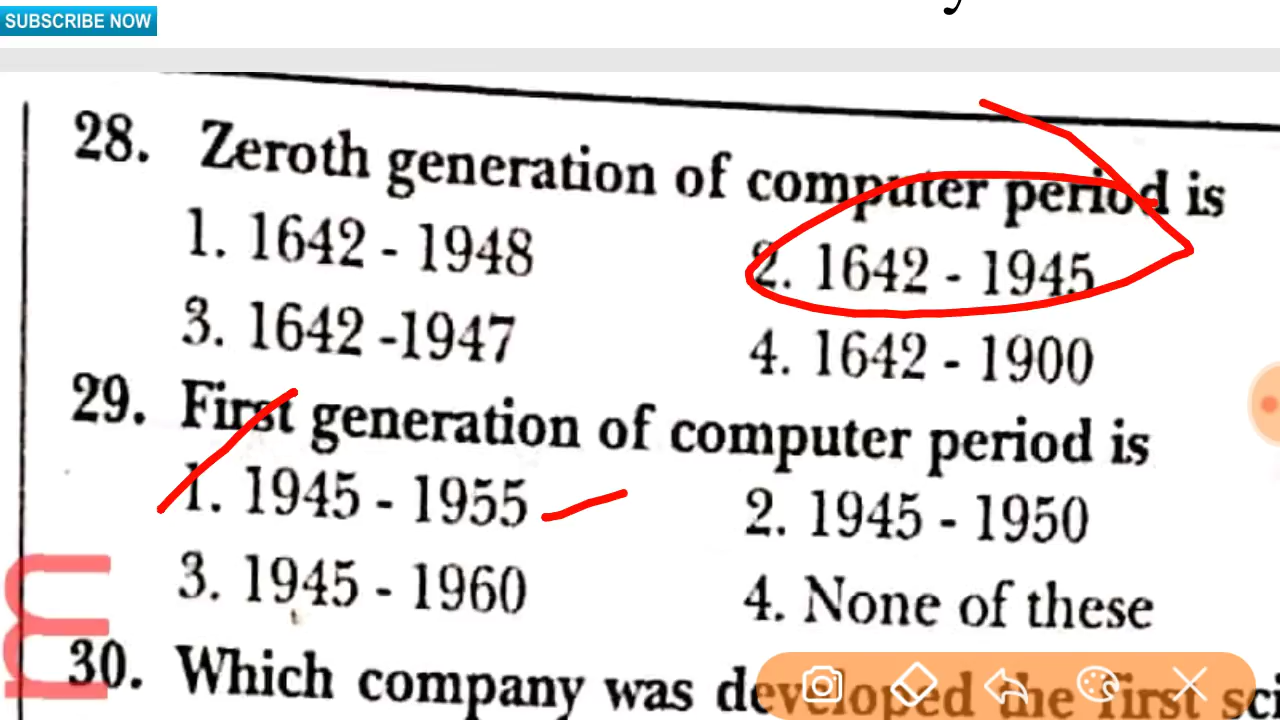 SUBSCRIBE NOW
28. Zeroth generation of computer period is
1. 1642 - 1948 2. 1642 - 1945
3. 1642 -1947 4. 1642 - 1900
29. First generation of computer period is
1. 1945 - 1955 2. 1945 - 1950
3. 1945 - 1960 4. None of these
30. Which company was developed the first